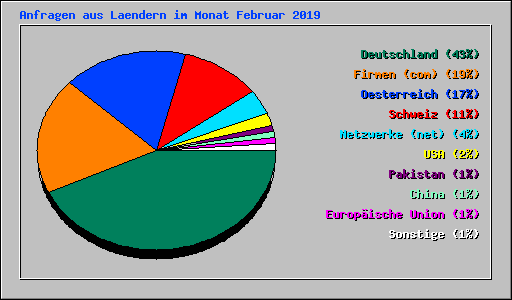 Anfragen aus Laendern im Monat Februar 2019
Deutschland (43%)
Firmen (com) (19%)
Oesterreich (17%)
Schweiz (11%)
Netzwerke (net) (4%)
USA (2%)
Pakistan (1%)
China (1%)
Europäische Union (1%)
Sonstige (1%)